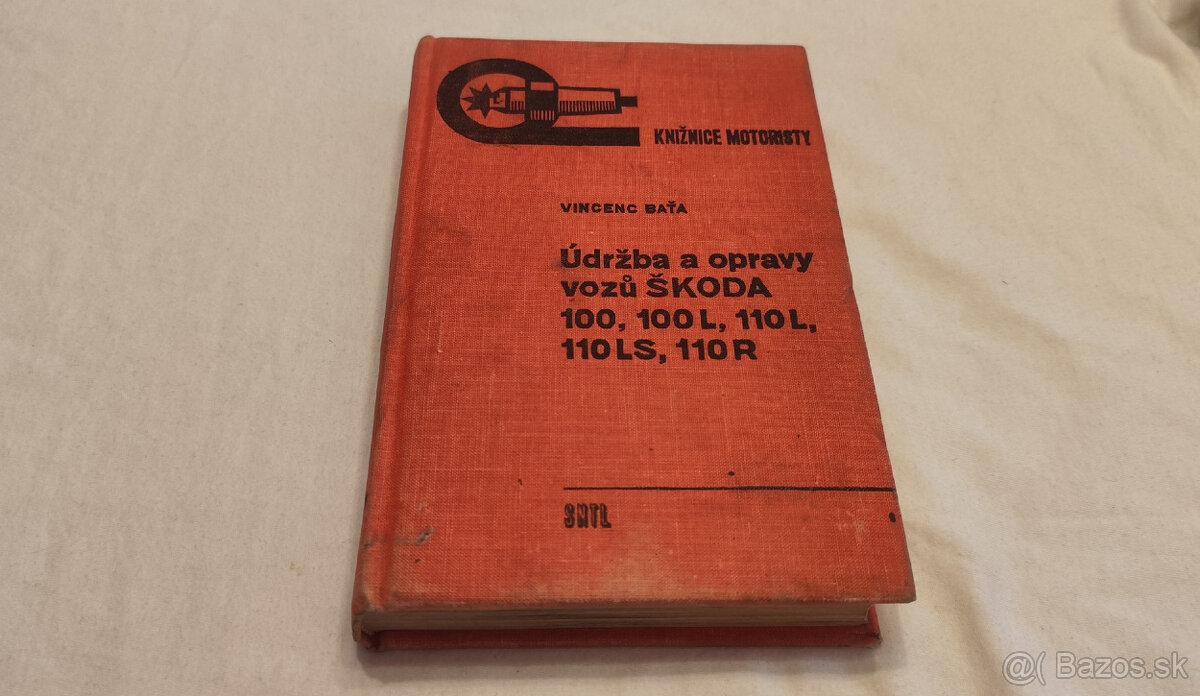 KNIŽNICE MOTORISTY
VINCENC BAŤA
Údržba a opravy
vozů ŠKODA
100, 100 L, 110 L,
110 LS, 110 R
SNTL
@( Bazos.sk